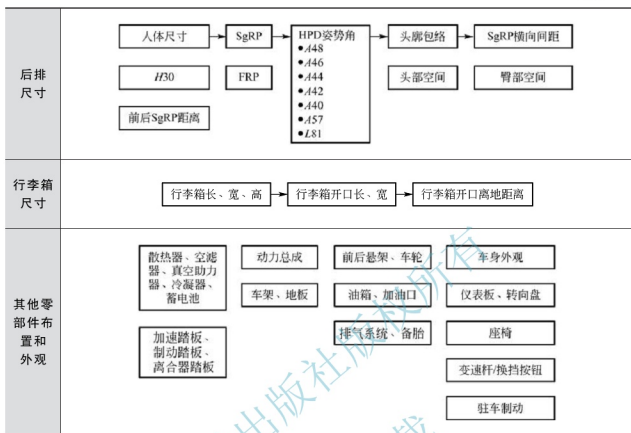 后排
尺寸
人体尺寸
SgRP
HPD姿势角
•A48
•A46
•A44
•A42
•A40
•A57
•L81
头廓包络
SgRP横向间距
H30
FRP
头部空间
臀部空间
前后SgRP距离
行李箱
尺寸
行李箱长、宽、高
行李箱开口长、宽
行李箱开口离地距离
其他零
部件布
置和
外观
散热器、空滤
器、真空助力
器、冷凝器、
蓄电池
动力总成
前后悬架、车轮
车身外观
车架、地板
油箱、加油口
仪表板、转向盘
加速踏板、
制动踏板、
离合器踏板
排气系统、备胎
座椅
变速杆/换挡按钮
驻车制动
出版社版权所有